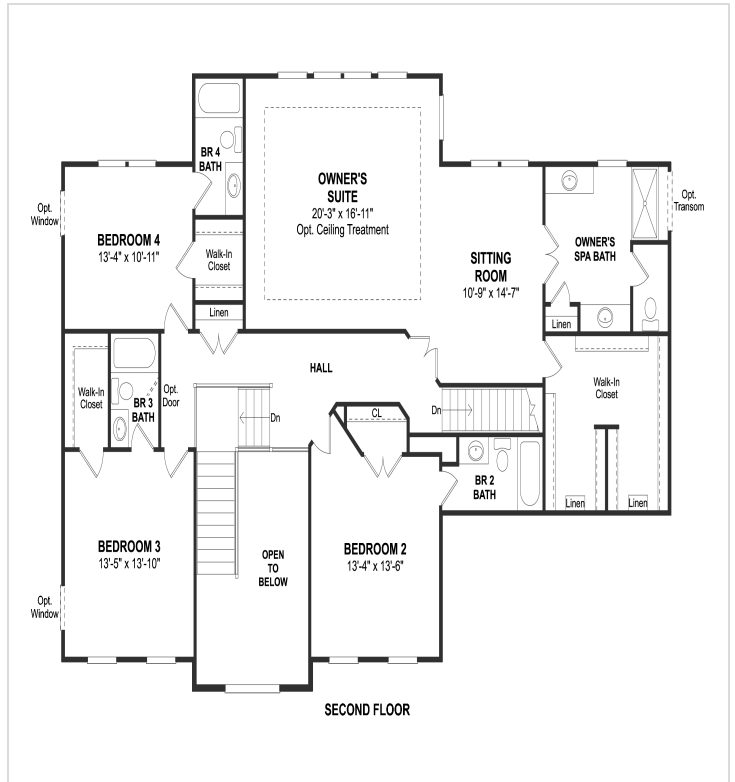 BR 4
BATH
OWNER'S
SUITE
20'-3" x 16'-11"
Opt. Ceiling Treatment
Opt.
Window
BEDROOM 4
13'-4" x 10'-11"
Walk-In
Closet
Linen
SITTING
ROOM
10'-9" x 14'-7"
OWNER'S
SPA BATH
Opt.
Transom
Linen
HALL
Walk-In
Closet
BR 3
BATH
Opt.
Door
Dn
CL
Dn
Walk-In
Closet
BR 2
BATH
Linen
Linen
BEDROOM 3
13'-5" x 13'-10"
OPEN
TO
BELOW
BEDROOM 2
13'-4" x 13'-6"
Opt.
Window
SECOND FLOOR